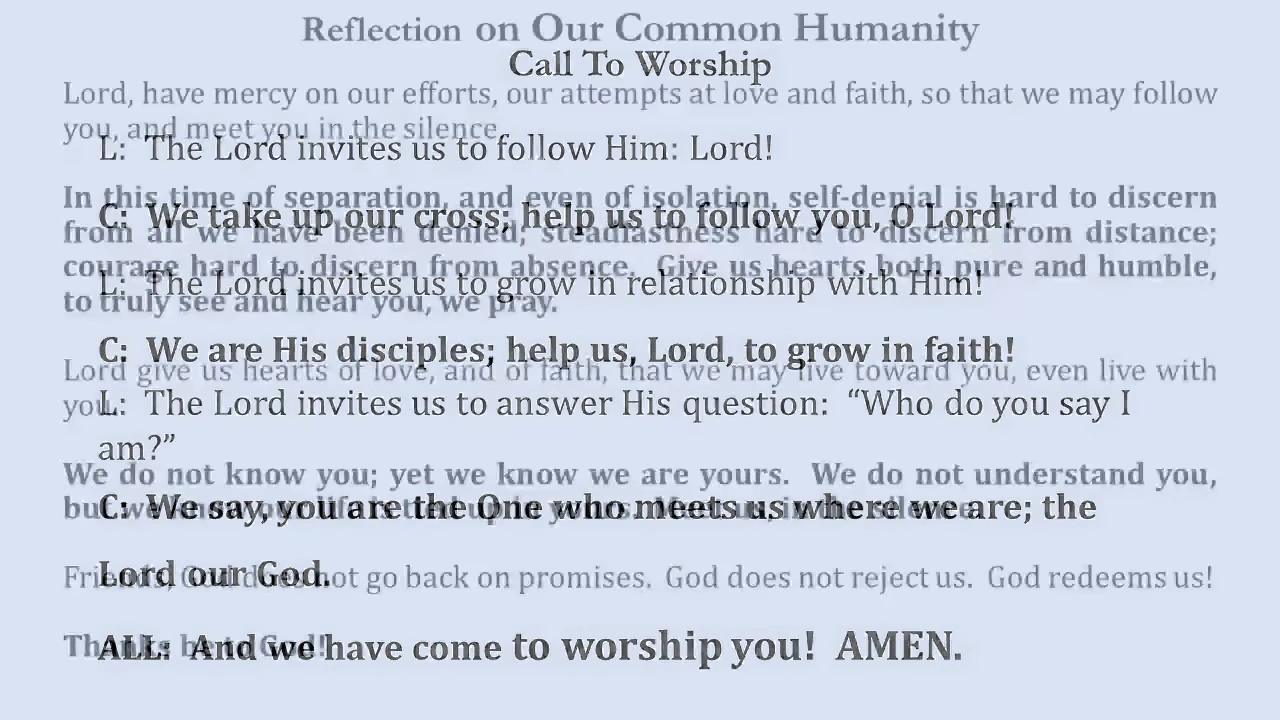 Reflection on Our Common Humanity
Call To Worship
Lord, have mercy on our efforts, our attempts at love and faith, so that we may follow
you, and meet you in the silence.
L:  The Lord invites us to follow Him: Lord!
In this time of separation, and even of isolation, self-denial is hard to discern
C:  We take up our cross; help us to follow you, O Lord!
from all we have been denied; steadfastness hard to discern from distance;
courage hard to discern from absence.  Give us hearts both pure and humble,
L:  The Lord invites us to grow in relationship with Him!
to truly see and hear you, we pray.
C:  We are His disciples; help us, Lord, to grow in faith!
Lord give us hearts of love, and of faith, that we may live toward you, even live with
you.
L:  The Lord invites us to answer His question:  “Who do you say I
am?”
We do not know you; yet we know we are yours.  We do not understand you,
but we
C:  We say, you are the One who meets us where we are; the
Lord our God.
Friends, God does not go back on promises.  God does not reject us.  God redeems us!
Thanks be to God!
ALL:  And we have come to worship you!  AMEN.